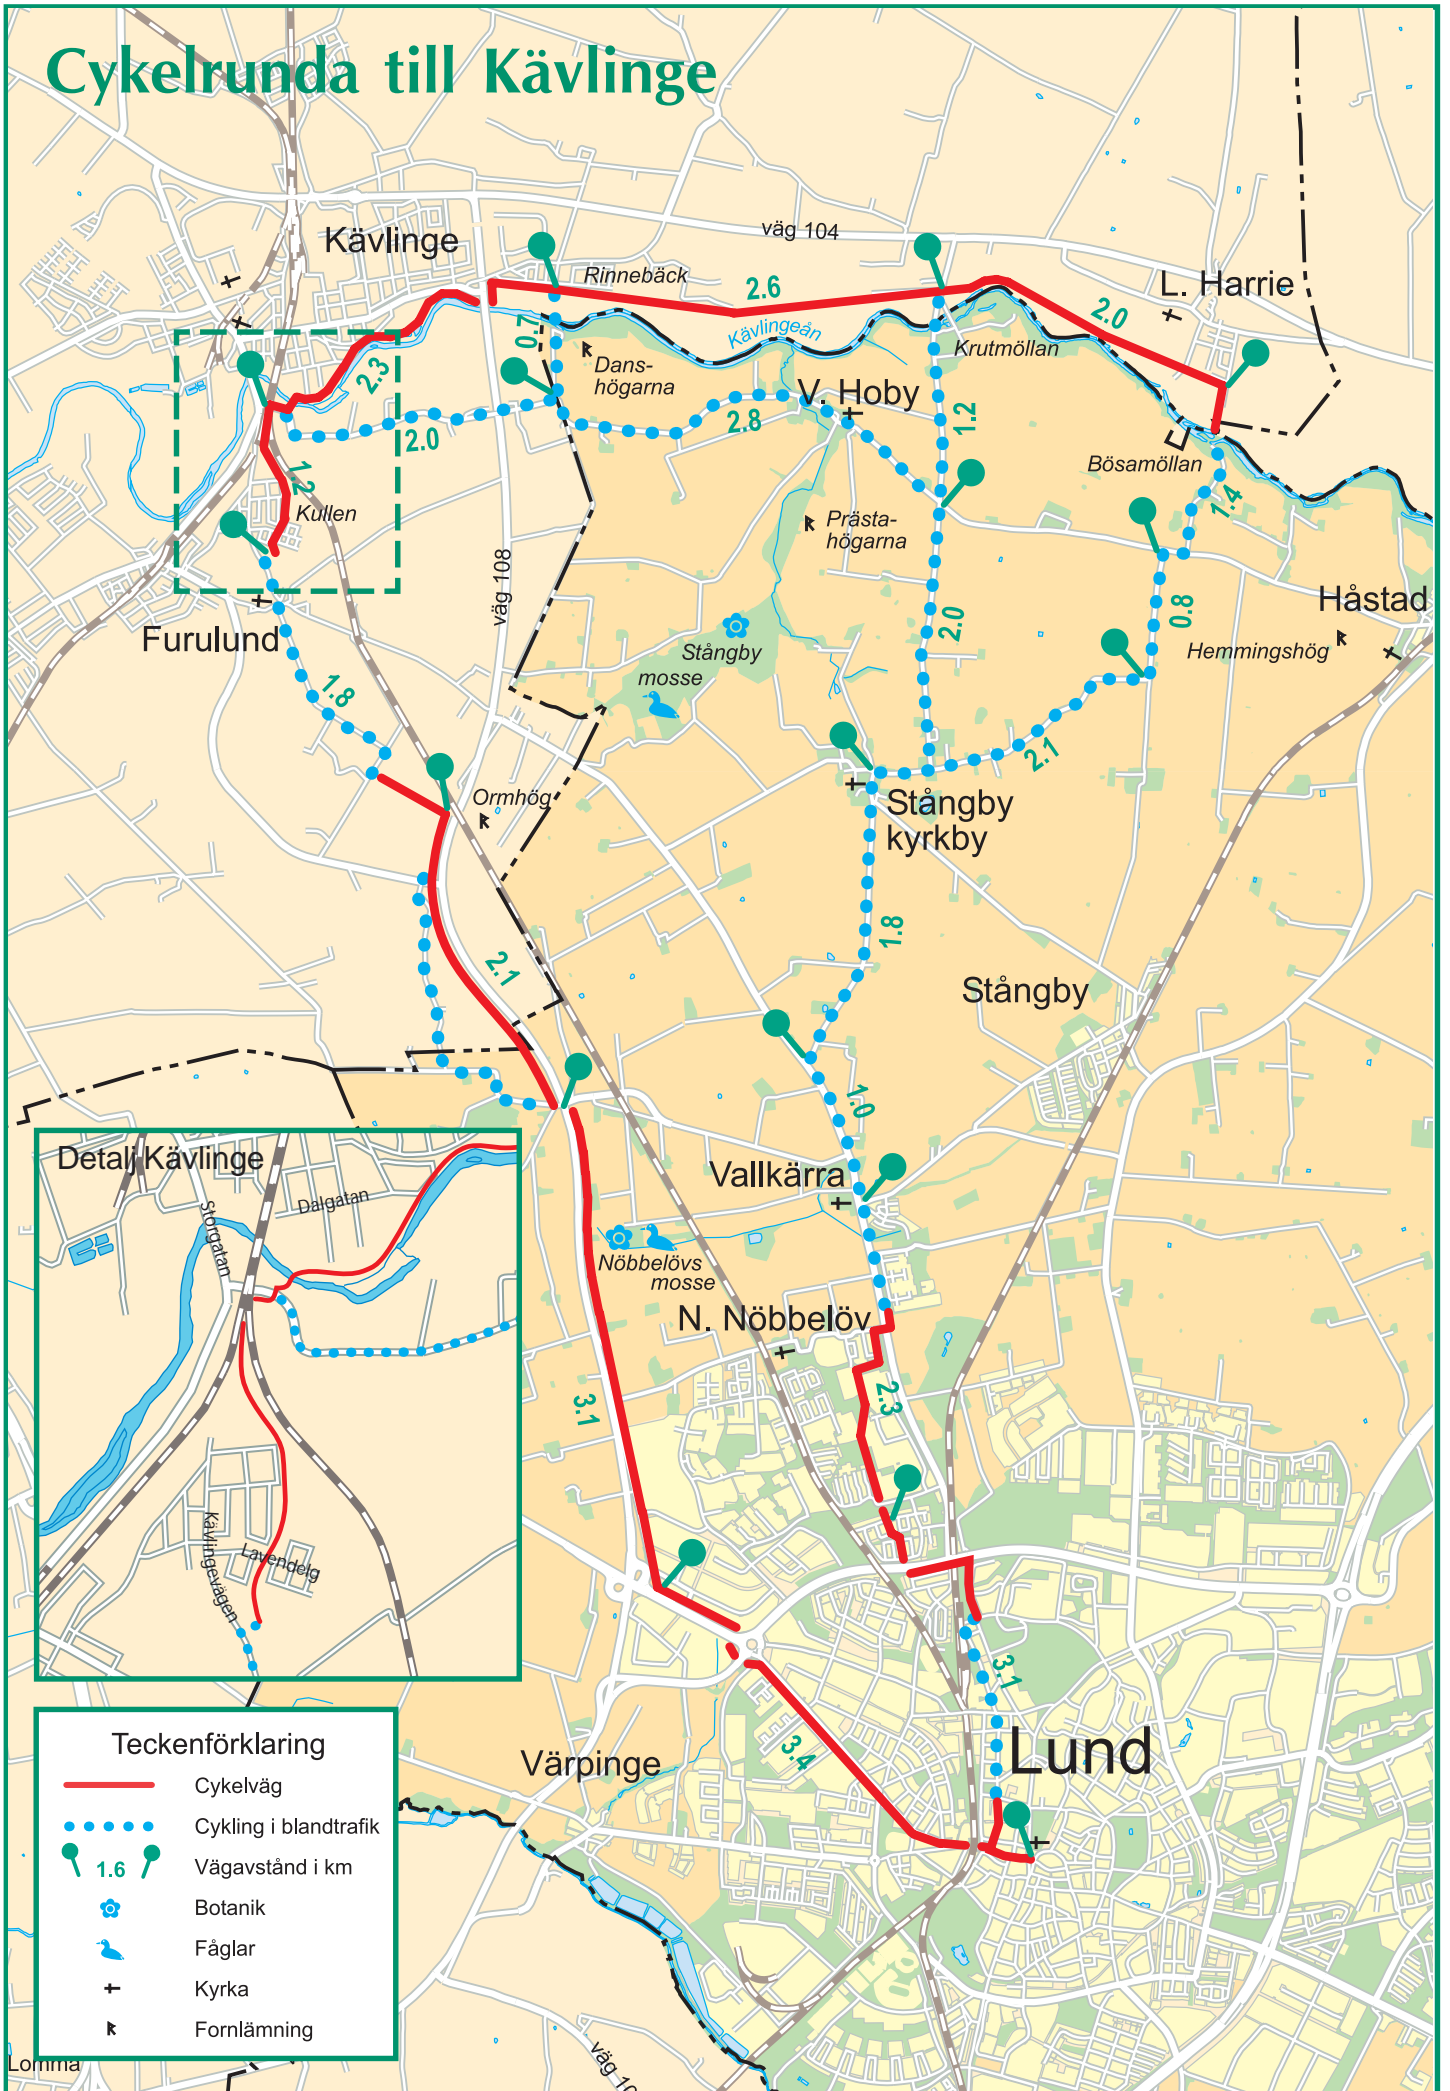 Cykelrunda till Kävlinge
väg 104
Kävlinge
Rinnebäck
2.6
L. Harrie
2.0
0.7
Kävlingeån
Krutmöllan
Dans-
högarna
2.3
V. Hoby
2.8
1.2
2.0
Bösamöllan
1.4
1.2
Kullen
Prästa-
högarna
väg 108
Håstad
0.8
2.0
Furulund
Stångby
mosse
Hemmingshög
1.8
2.1
Ormhög
Stångby
kyrkby
1.8
2.1
Stångby
1.0
Vallkärra
Nöbbelövs
mosse
N. Nöbbelöv
2.3
3.1
Detalj Kävlinge
Dalgatan
Storgatan
Kävlingevägen
Lavendelg
3.1
Lund
3.4
Värpinge
Teckenförklaring
Cykelväg
Cykling i blandtrafik
1.6 Vägavstånd i km
Botanik
Fåglar
Kyrka
Fornlämning
Lomma
väg 10